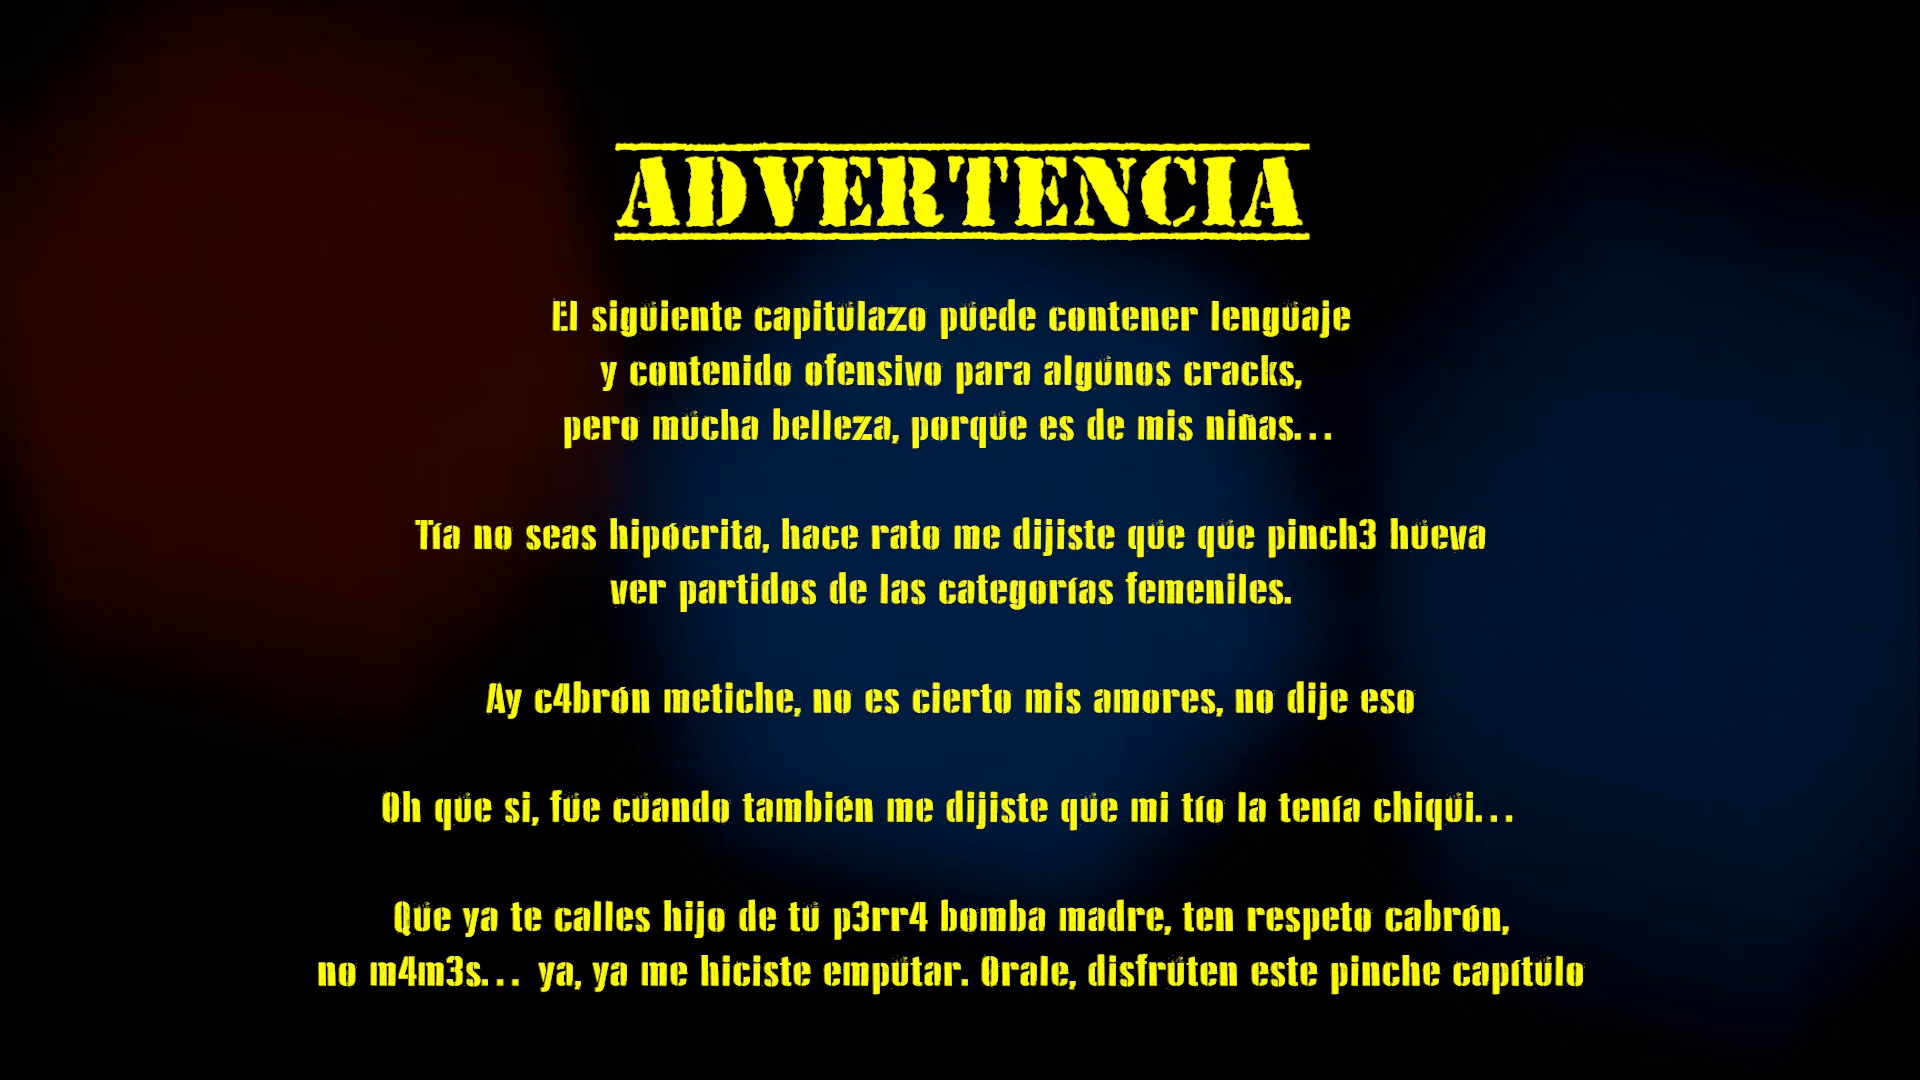 ADVERTENCIA
El siguiente capitulazo puede contener lenguaje
y contenido ofensivo para algunos cracks,
pero mucha belleza, porque es de mis niñas...
Tía no seas hipócrita, hace rato me dijiste que que pinch3 hueva
ver partidos de las categorías femeniles.
Ay c4brón metiche, no es cierto mis amores, no dije eso
Oh que si, fue cuando también me dijiste que mi tío la tenía chiqui...
Que ya te calles hijo de tu p3rr4 bomba madre, ten respeto cabrón,
no m4m3s... ya, ya me hiciste emputar. Orale, disfruten este pinche capítulo